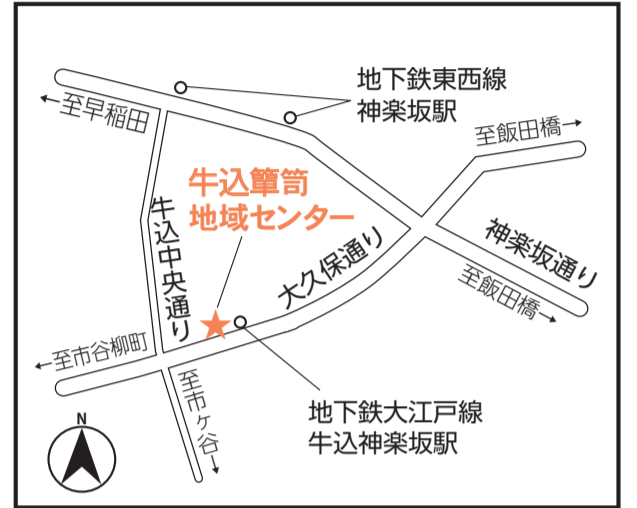 地下鉄東西線
神楽坂駅
←至早稲田
至飯田橋→
牛込簞笥
地域センター
牛込中央通り
大久保通り
神楽坂通り
至飯田橋→
←至市谷柳町
至市ヶ谷→
地下鉄大江戸線
牛込神楽坂駅
N